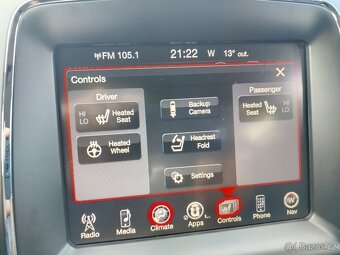 FM 105.1 21:22 W 13° out.
Controls
Driver
Passenger
HI
LO
Heated
Seat
Backup
Camera
Heated
Seat
HI
LO
Heated
Wheel
Headrest
Fold
Settings
Radio
Media
Climate
Apps
Controls
Phone
Nav
W